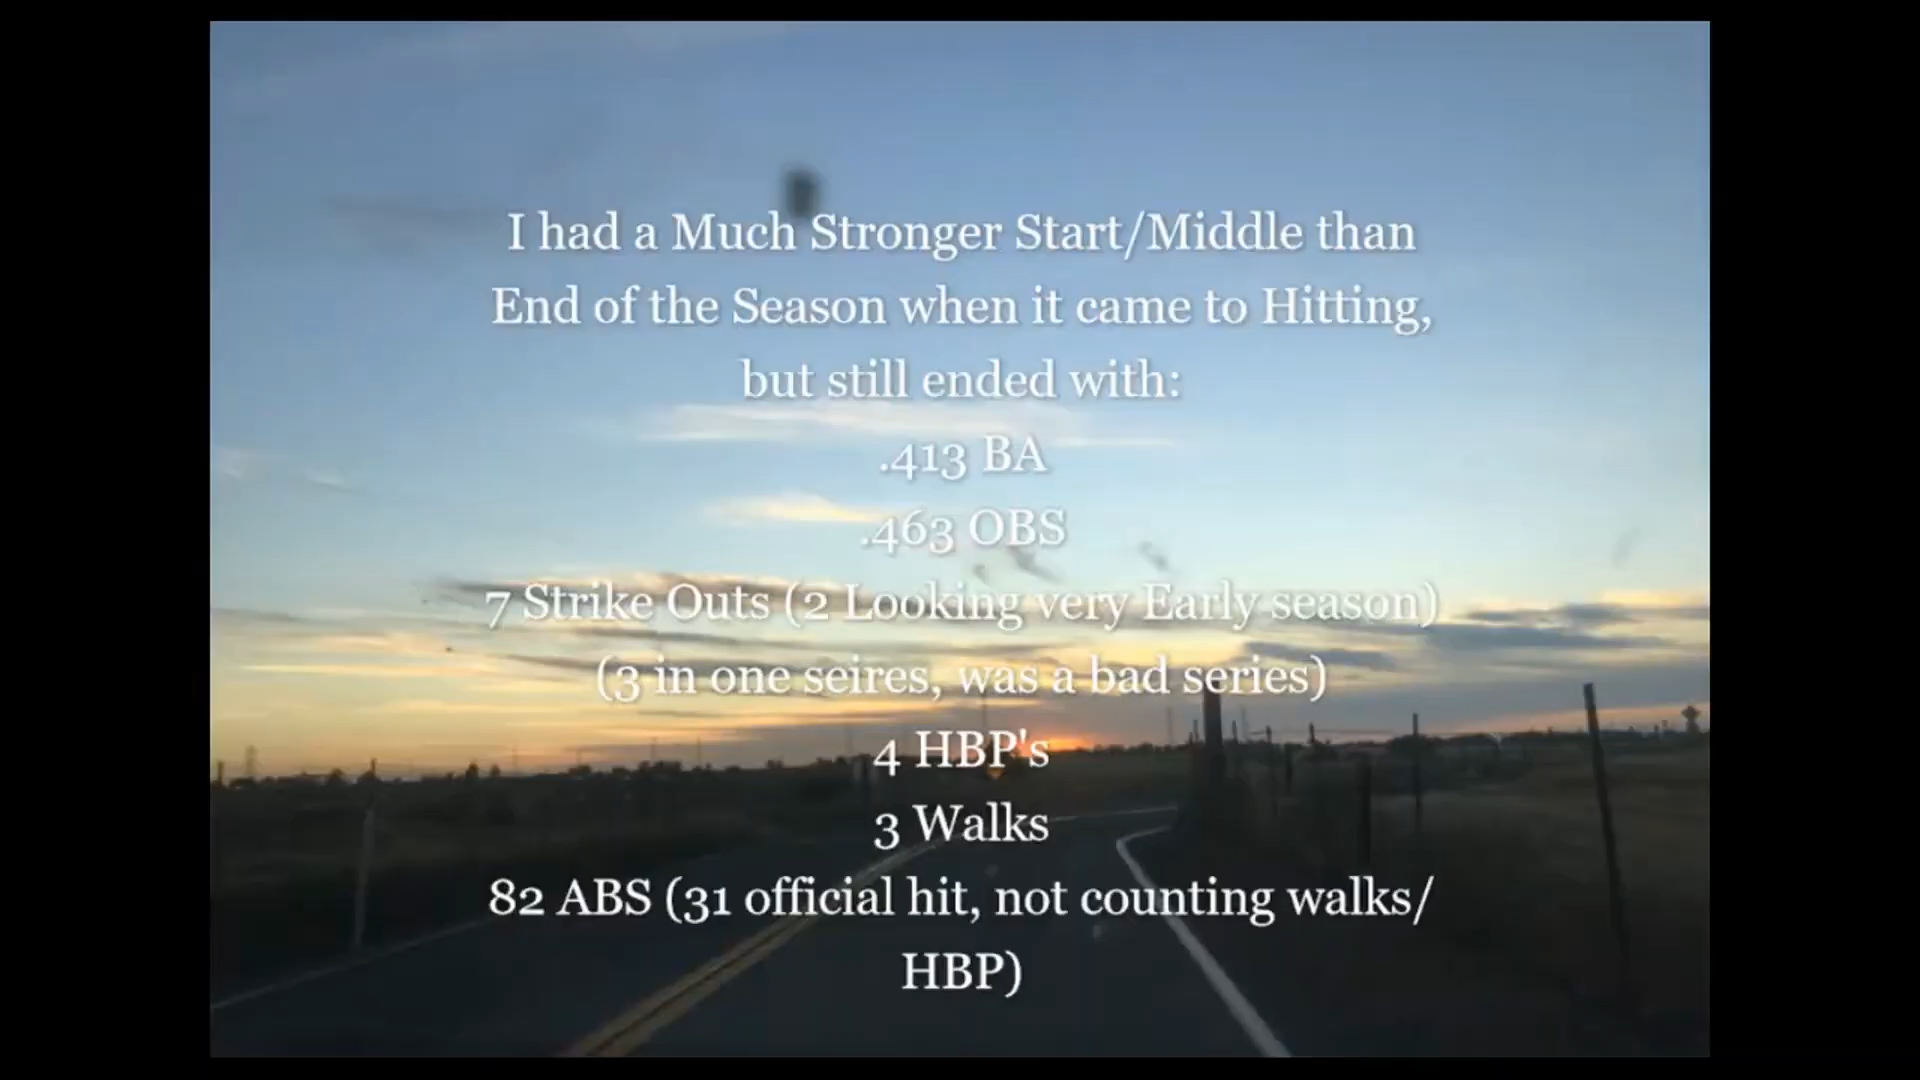 I had a Much Stronger Start/Middle than
End of the Season when it came to Hitting,
but still ended with:
.413 BA
.463 OBS
7 Strike Outs (2 Looking very Early season)
(3 in one seires, was a bad series)
4 HBP's
3 Walks
82 ABS (31 official hit, not counting walks/
HBP)